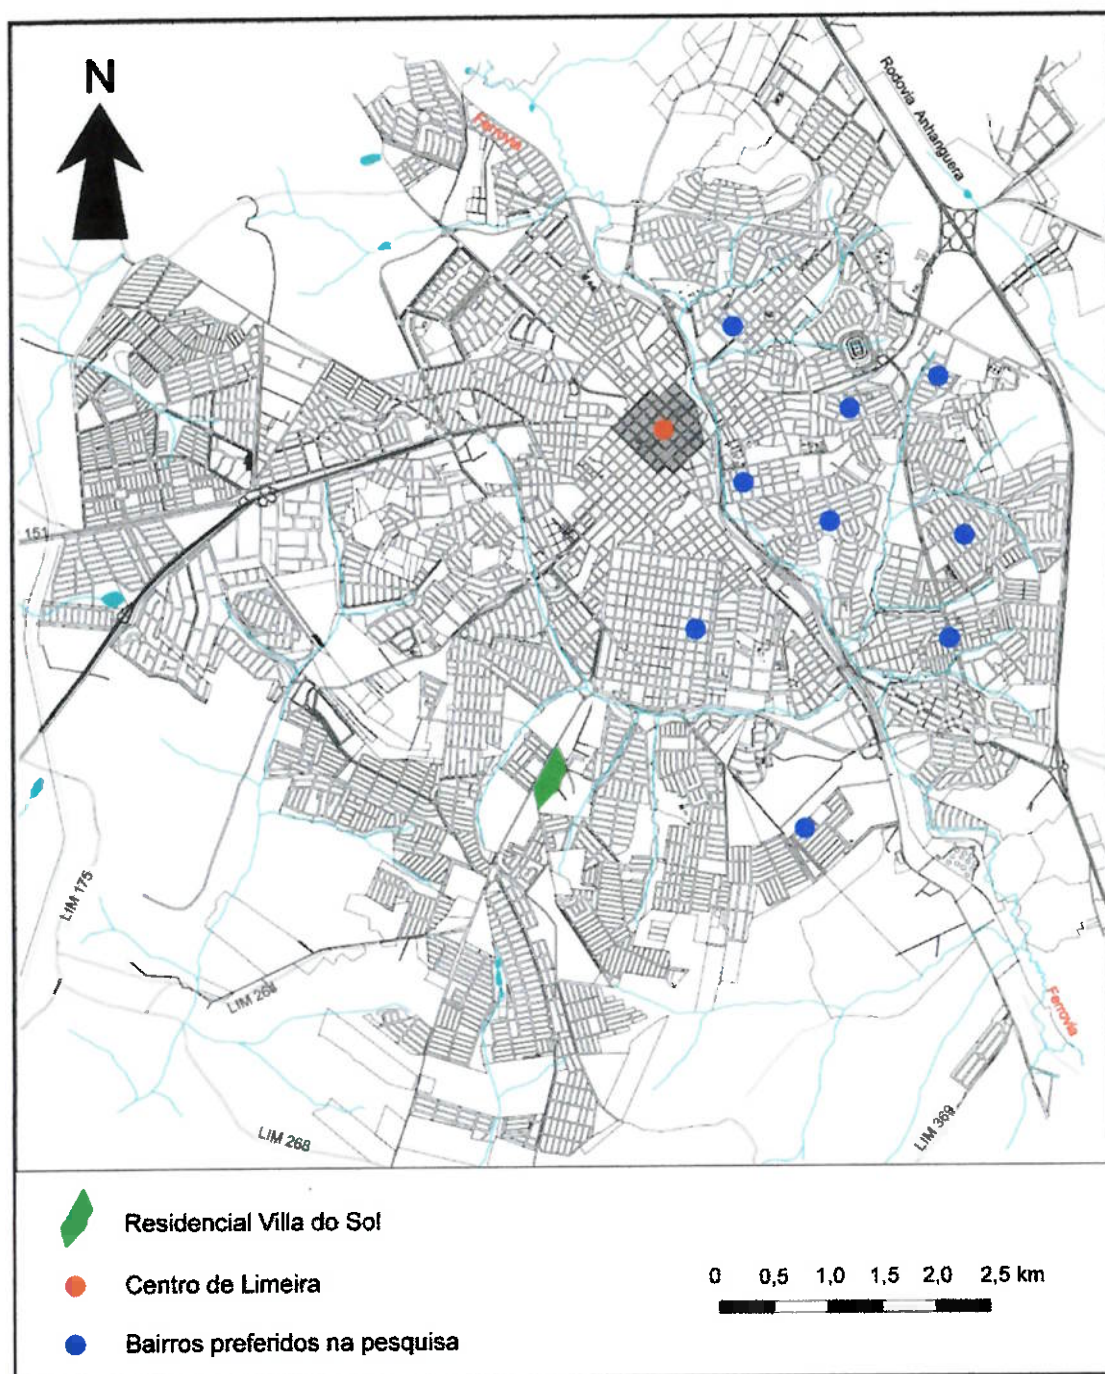 N
Ferrovia
Rodovia Anhanguera
151
LIM 175
LIM 268
LIM 268
LIM 369
Ferrovia
Residencial Villa do Sol
Centro de Limeira
Bairros preferidos na pesquisa
0 0,5 1,0 1,5 2,0 2,5 km